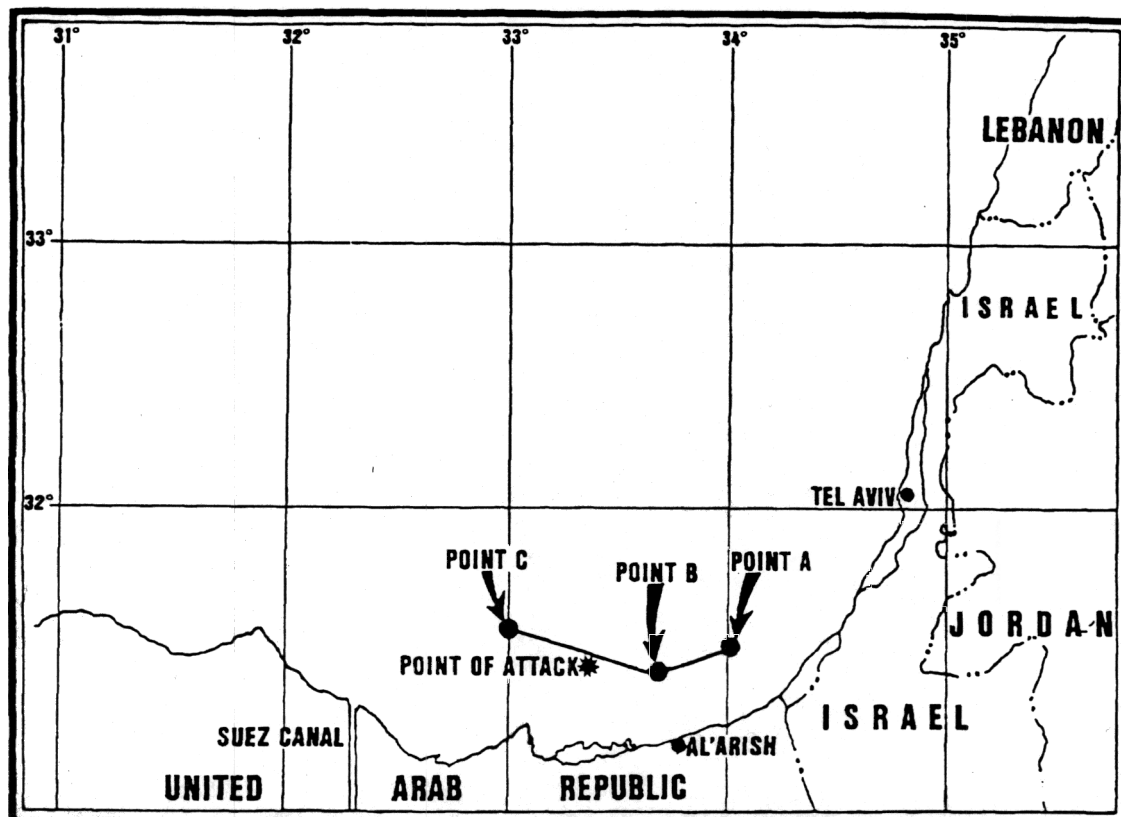 31° 32° 33° 34° 35°
LEBANON
33°
ISRAEL
32°
TEL AVIV
POINT C
POINT B
POINT A
JORDAN
POINT OF ATTACK
ISRAEL
SUEZ CANAL
AL'ARISH
UNITED ARAB REPUBLIC